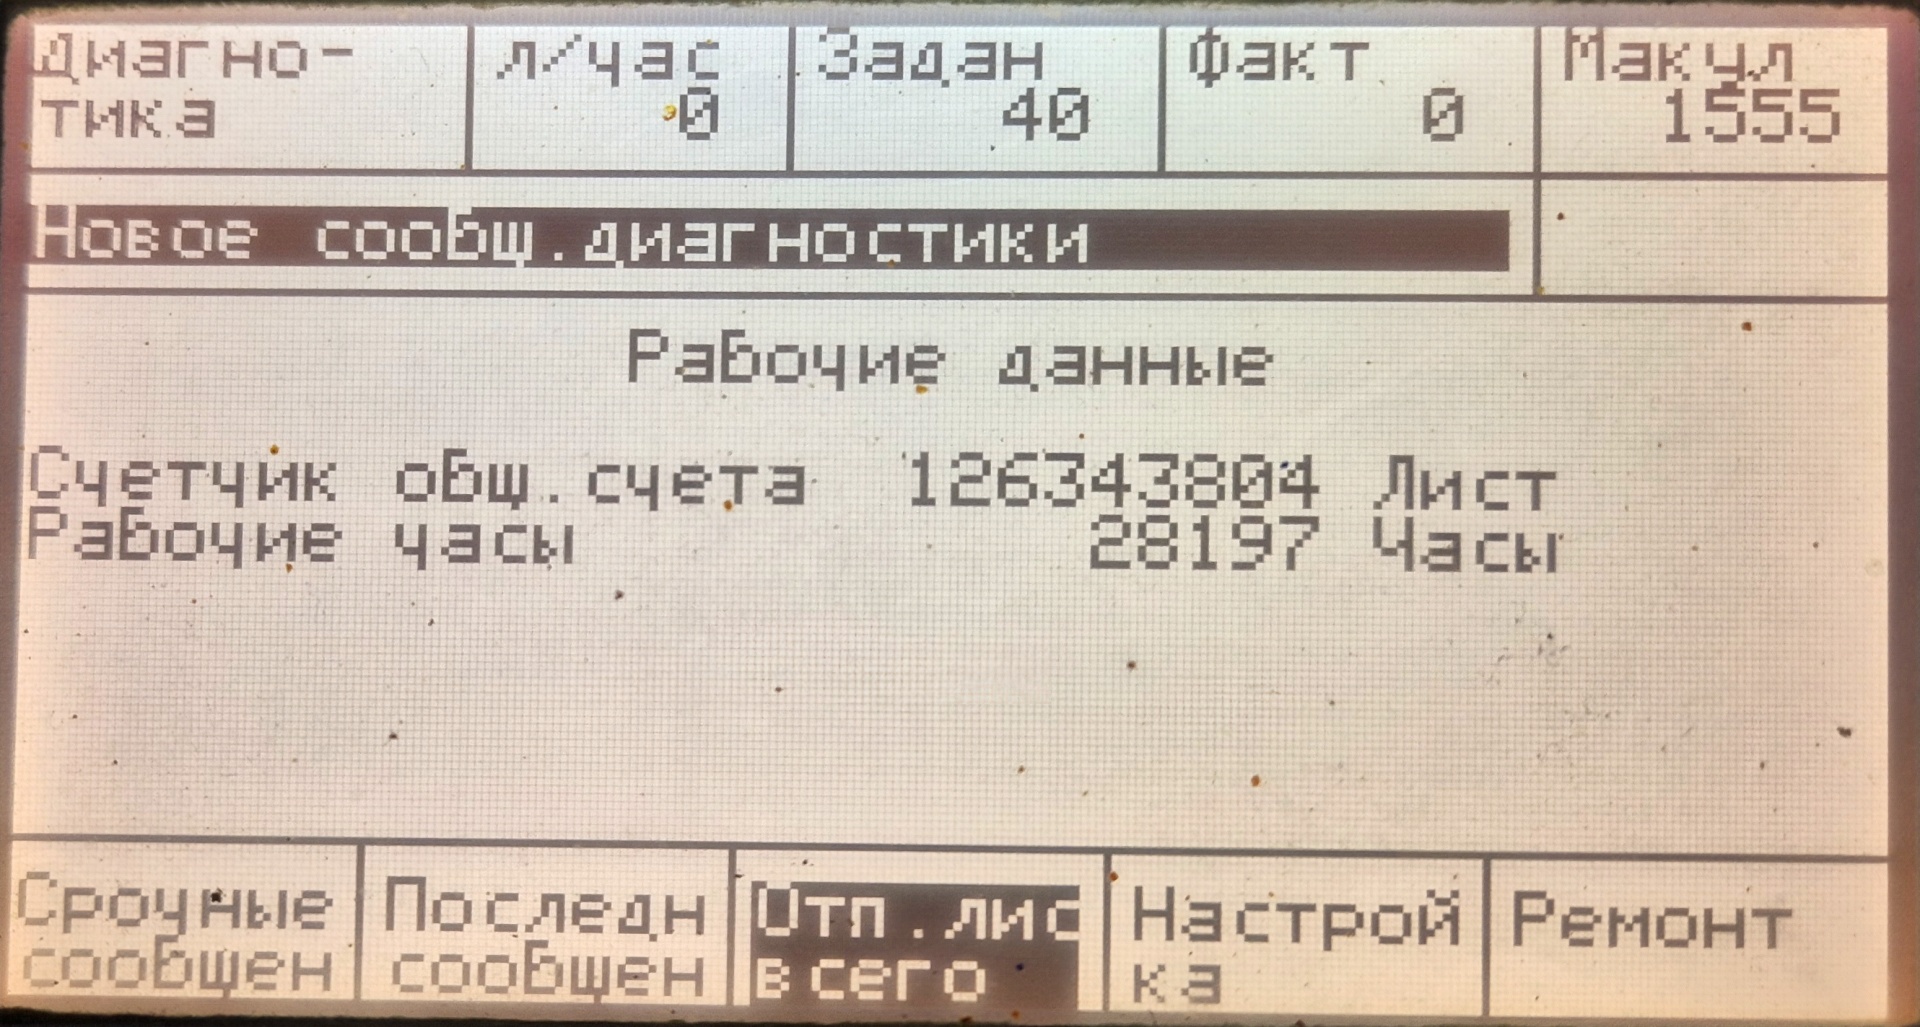 Диагно- л/час Задан Факт Макул
тика 0 40 0 1555
Новое сообщ.диагностики
Рабочие данные
Счетчик общ.счета 126343804 Лист
Рабочие часы 28197 Часы
Срочные Последн Отп.лис Настрой Ремонт
сообщен сообщен всего ка